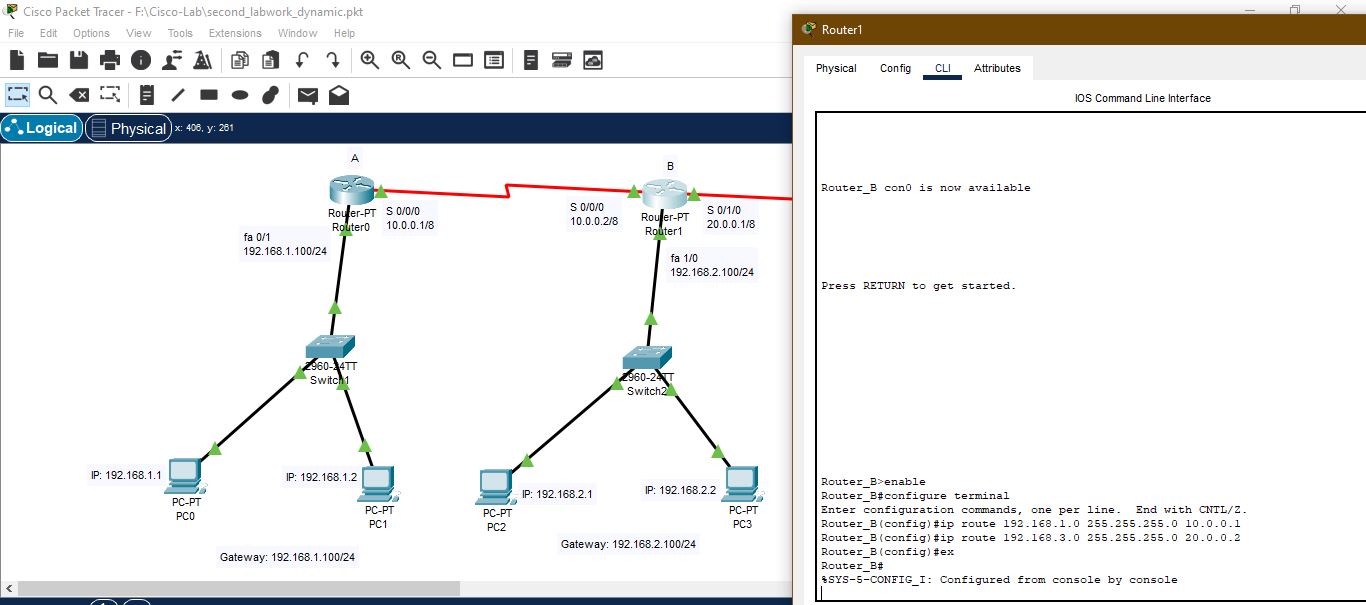 Cisco Packet Tracer - F:\Cisco-Lab\second_labwork_dynamic.pkt
File Edit Options View Tools Extensions Window Help
Logical Physical x: 406, y: 261
A
Router-PT
Router0
S 0/0/0
10.0.0.1/8
fa 0/1
192.168.1.100/24
B
Router-PT
Router1
S 0/0/0
10.0.0.2/8
S 0/1/0
20.0.0.1/8
fa 1/0
192.168.2.100/24
2960-24TT
Switch1
2960-24TT
Switch2
IP: 192.168.1.1
PC-PT
PC0
IP: 192.168.1.2
PC-PT
PC1
IP: 192.168.2.1
PC-PT
PC2
IP: 192.168.2.2
PC-PT
PC3
Gateway: 192.168.1.100/24
Gateway: 192.168.2.100/24
Router1
Physical Config CLI Attributes
IOS Command Line Interface
Router_B con0 is now available
Press RETURN to get started.
Router_B>enable
Router_B#configure terminal
Enter configuration commands, one per line.  End with CNTL/Z.
Router_B(config)#ip route 192.168.1.0 255.255.255.0 10.0.0.1
Router_B(config)#ip route 192.168.3.0 255.255.255.0 20.0.0.2
Router_B(config)#ex
Router_B#
%SYS-5-CONFIG_I: Configured from console by console